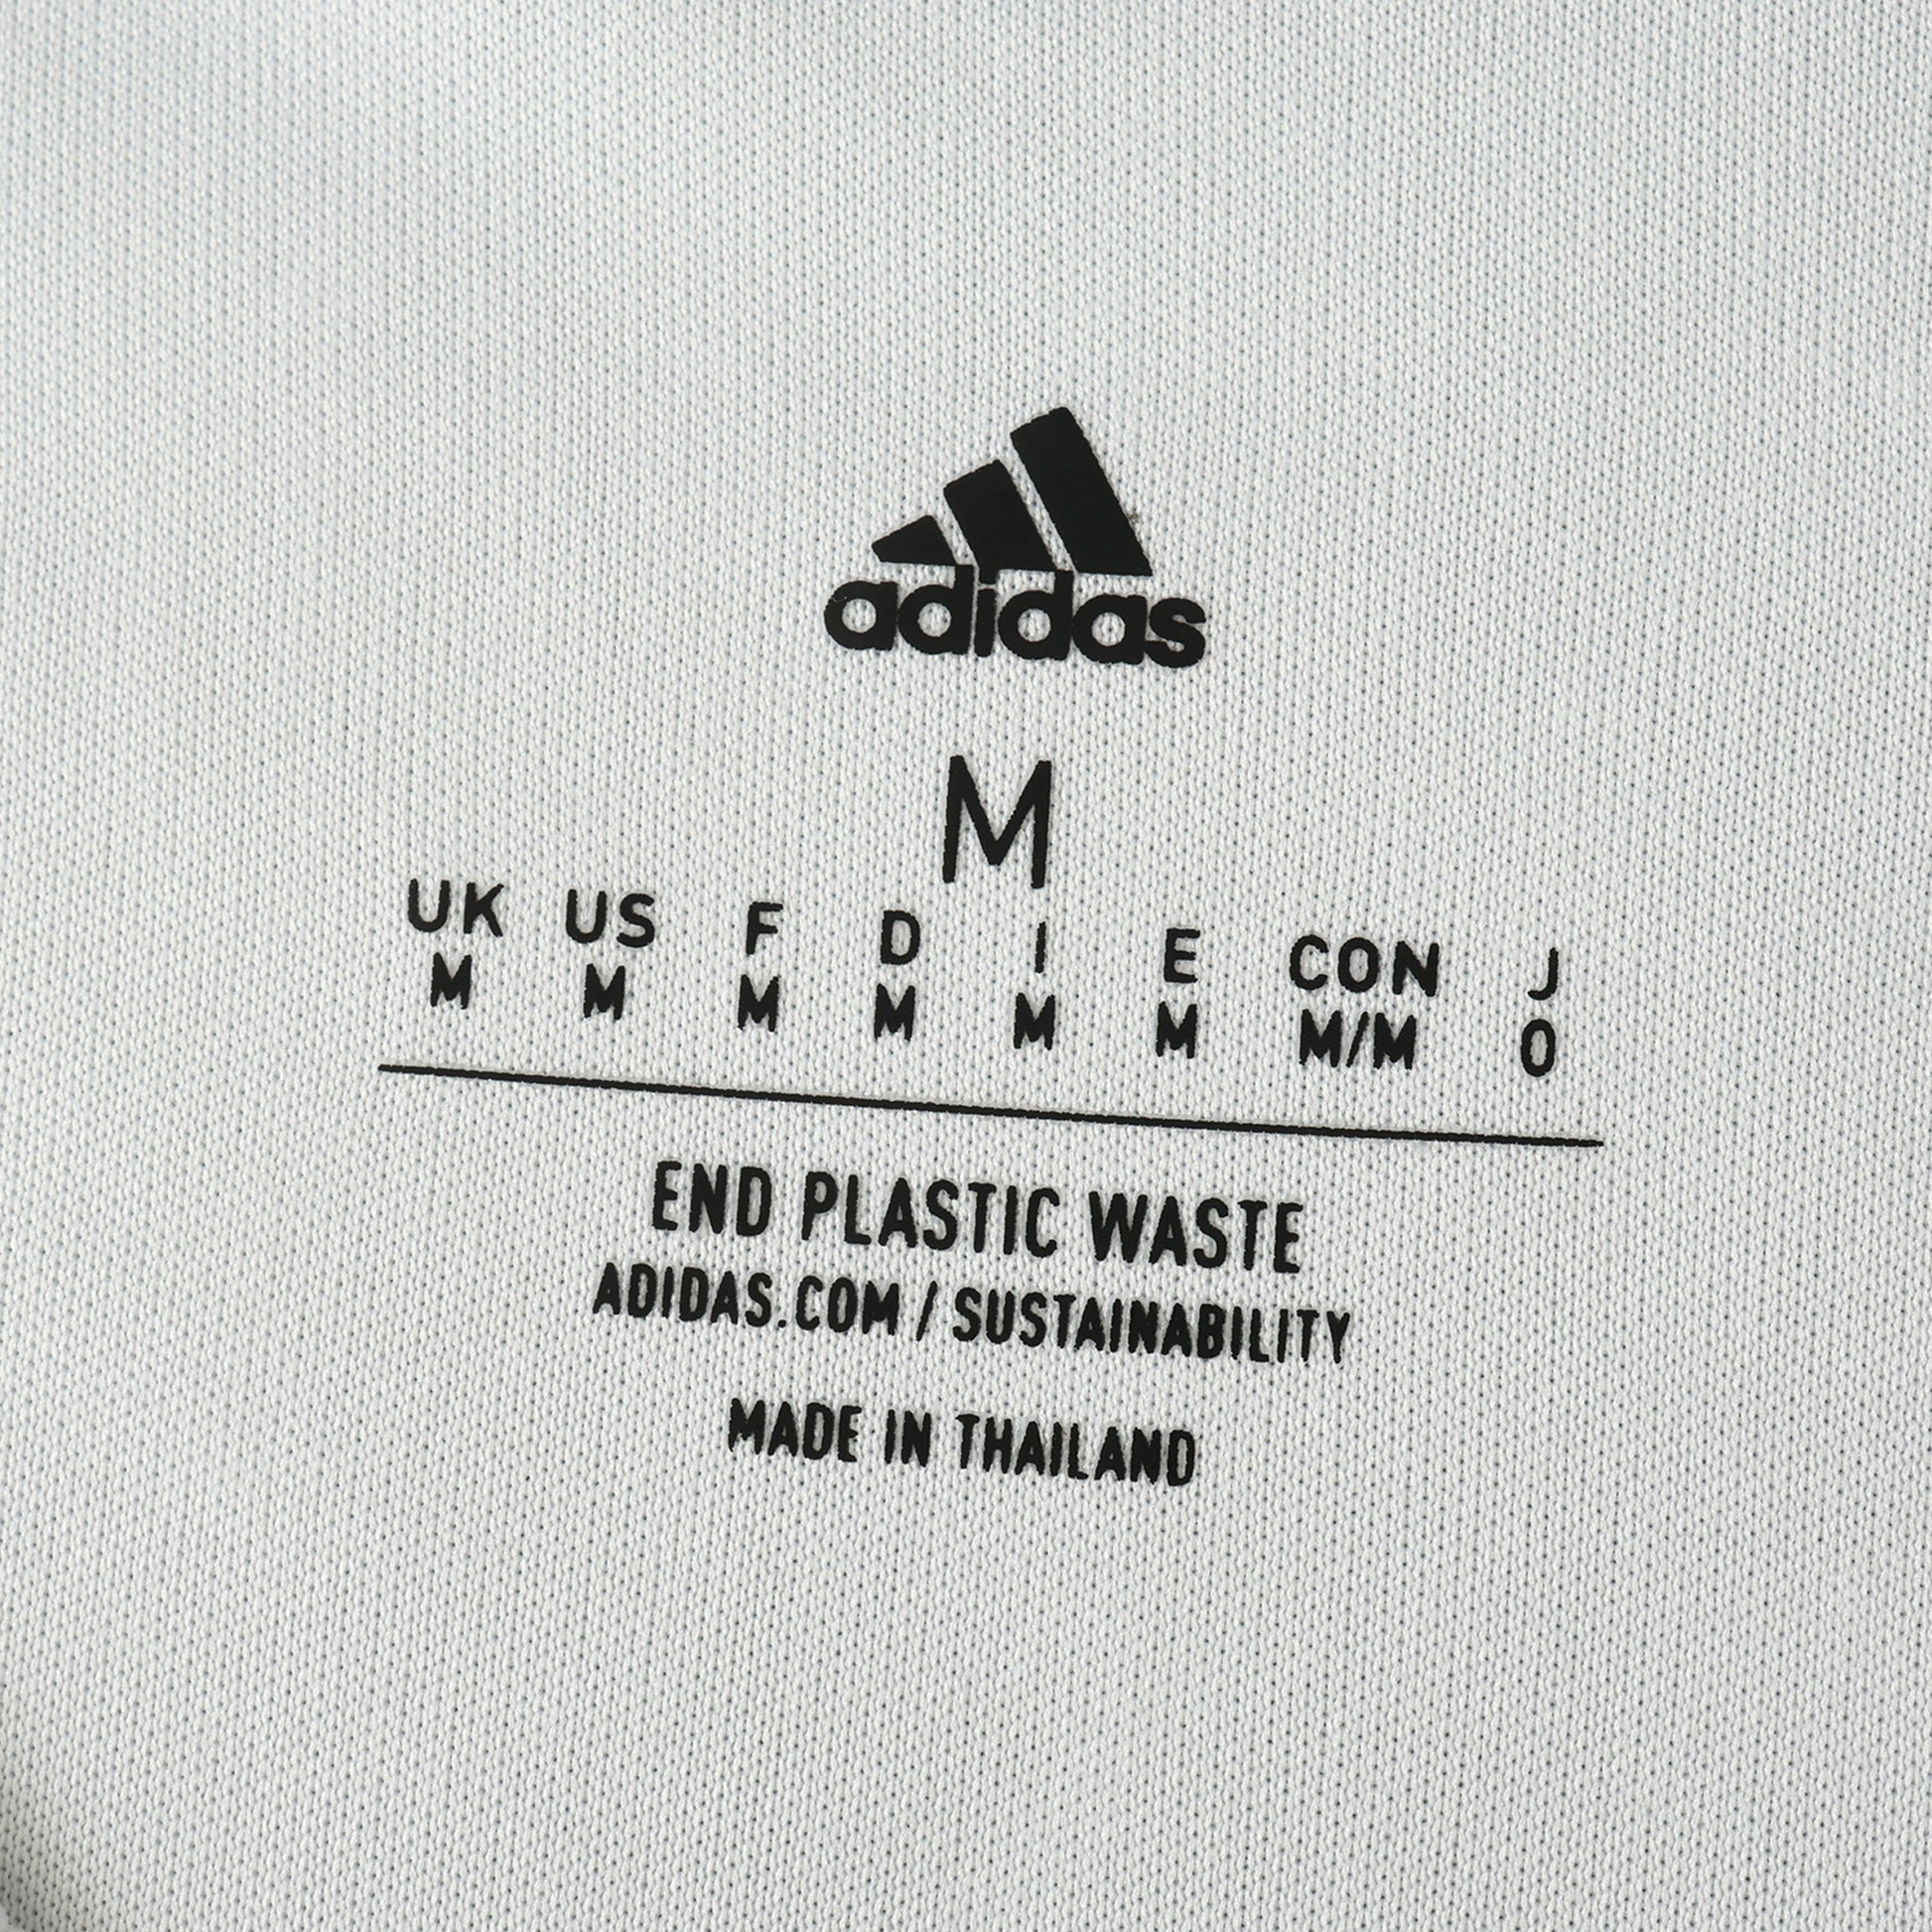 adidas
M
UK US F D I E CON J
M M M M M M M/M O
END PLASTIC WASTE
ADIDAS.COM / SUSTAINABILITY
MADE IN THAILAND